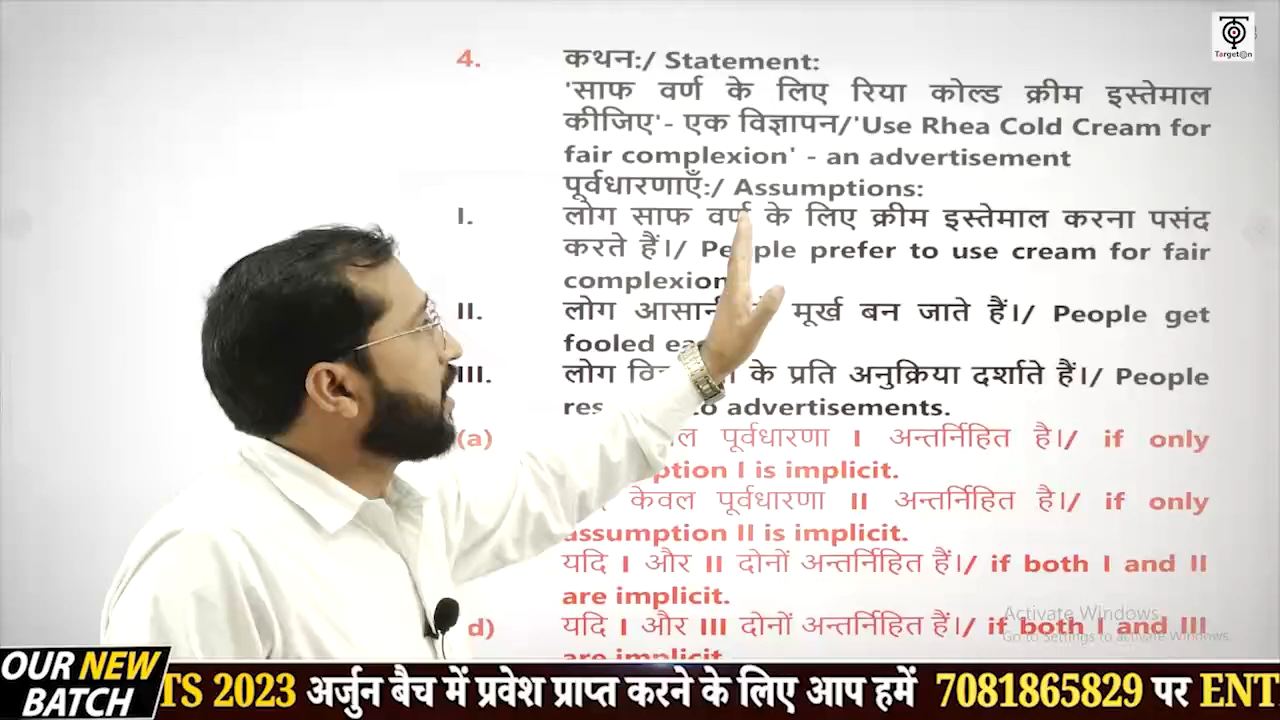 Target@n
4. कथन:/ Statement:
'साफ वर्ण के लिए रिया कोल्ड क्रीम इस्तेमाल
कीजिए'- एक विज्ञापन/'Use Rhea Cold Cream for
fair complexion' - an advertisement
पूर्वधारणाएँ:/ Assumptions:
I. लोग साफ वर्ण के लिए क्रीम इस्तेमाल करना पसंद
करते हैं।/ People prefer to use cream for fair
complexion
II. लोग मूर्ख बन जाते हैं।/ People get
fooled
III. लोग के प्रति अनुक्रिया दर्शाते हैं।/ People
to advertisements.
(a) पूर्वधारणा I अन्तर्निहित है।/ if only
I is implicit.
केवल पूर्वधारणा II अन्तर्निहित है।/ if only
assumption II is implicit.
यदि I और II दोनों अन्तर्निहित हैं।/ if both I and II
are implicit.
d) यदि I और III दोनों अन्तर्निहित हैं।/ if both I and III
are implicit
Activate Windows
Go to Settings to activate Windows.
OUR NEW
BATCH
TS 2023 अर्जुन बैच में प्रवेश प्राप्त करने के लिए आप हमें 7081865829 पर ENT